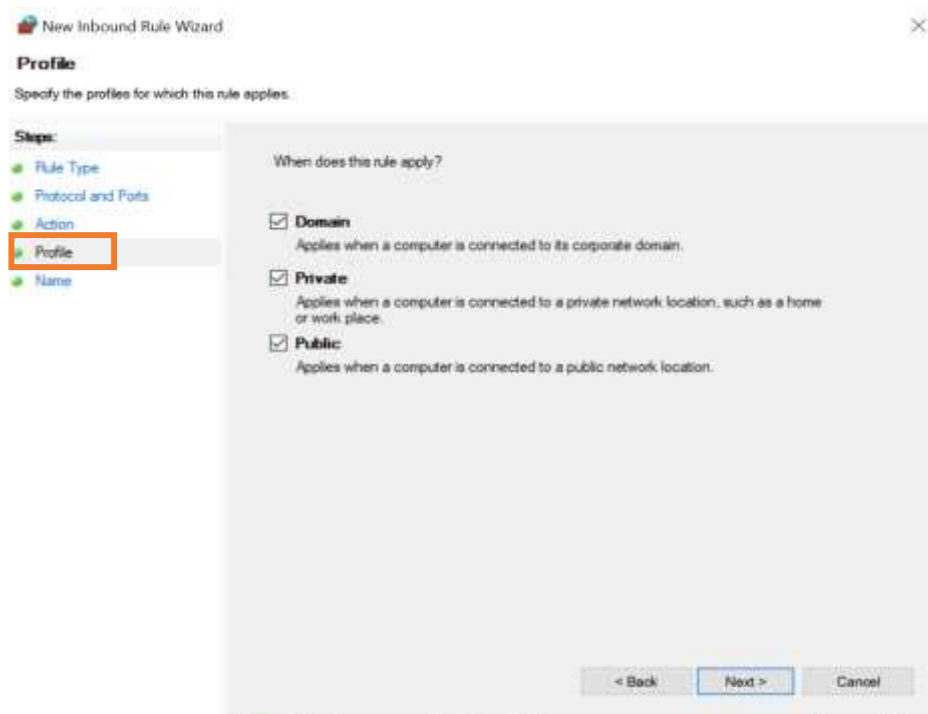 New Inbound Rule Wizard
Profile
Specify the profiles for which this rule applies.
Steps:
Rule Type
Protocol and Ports
Action
Profile
Name
When does this rule apply?
Domain
Applies when a computer is connected to its corporate domain.
Private
Applies when a computer is connected to a private network location, such as a home
or work place.
Public
Applies when a computer is connected to a public network location.
< Back
Next >
Cancel